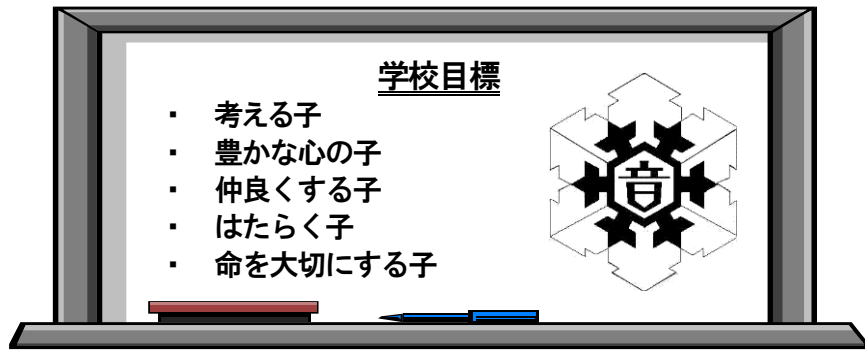 学校目標
・ 考える子
・ 豊かな心の子
・ 仲良くする子
・ はたらく子
・ 命を大切にする子
音